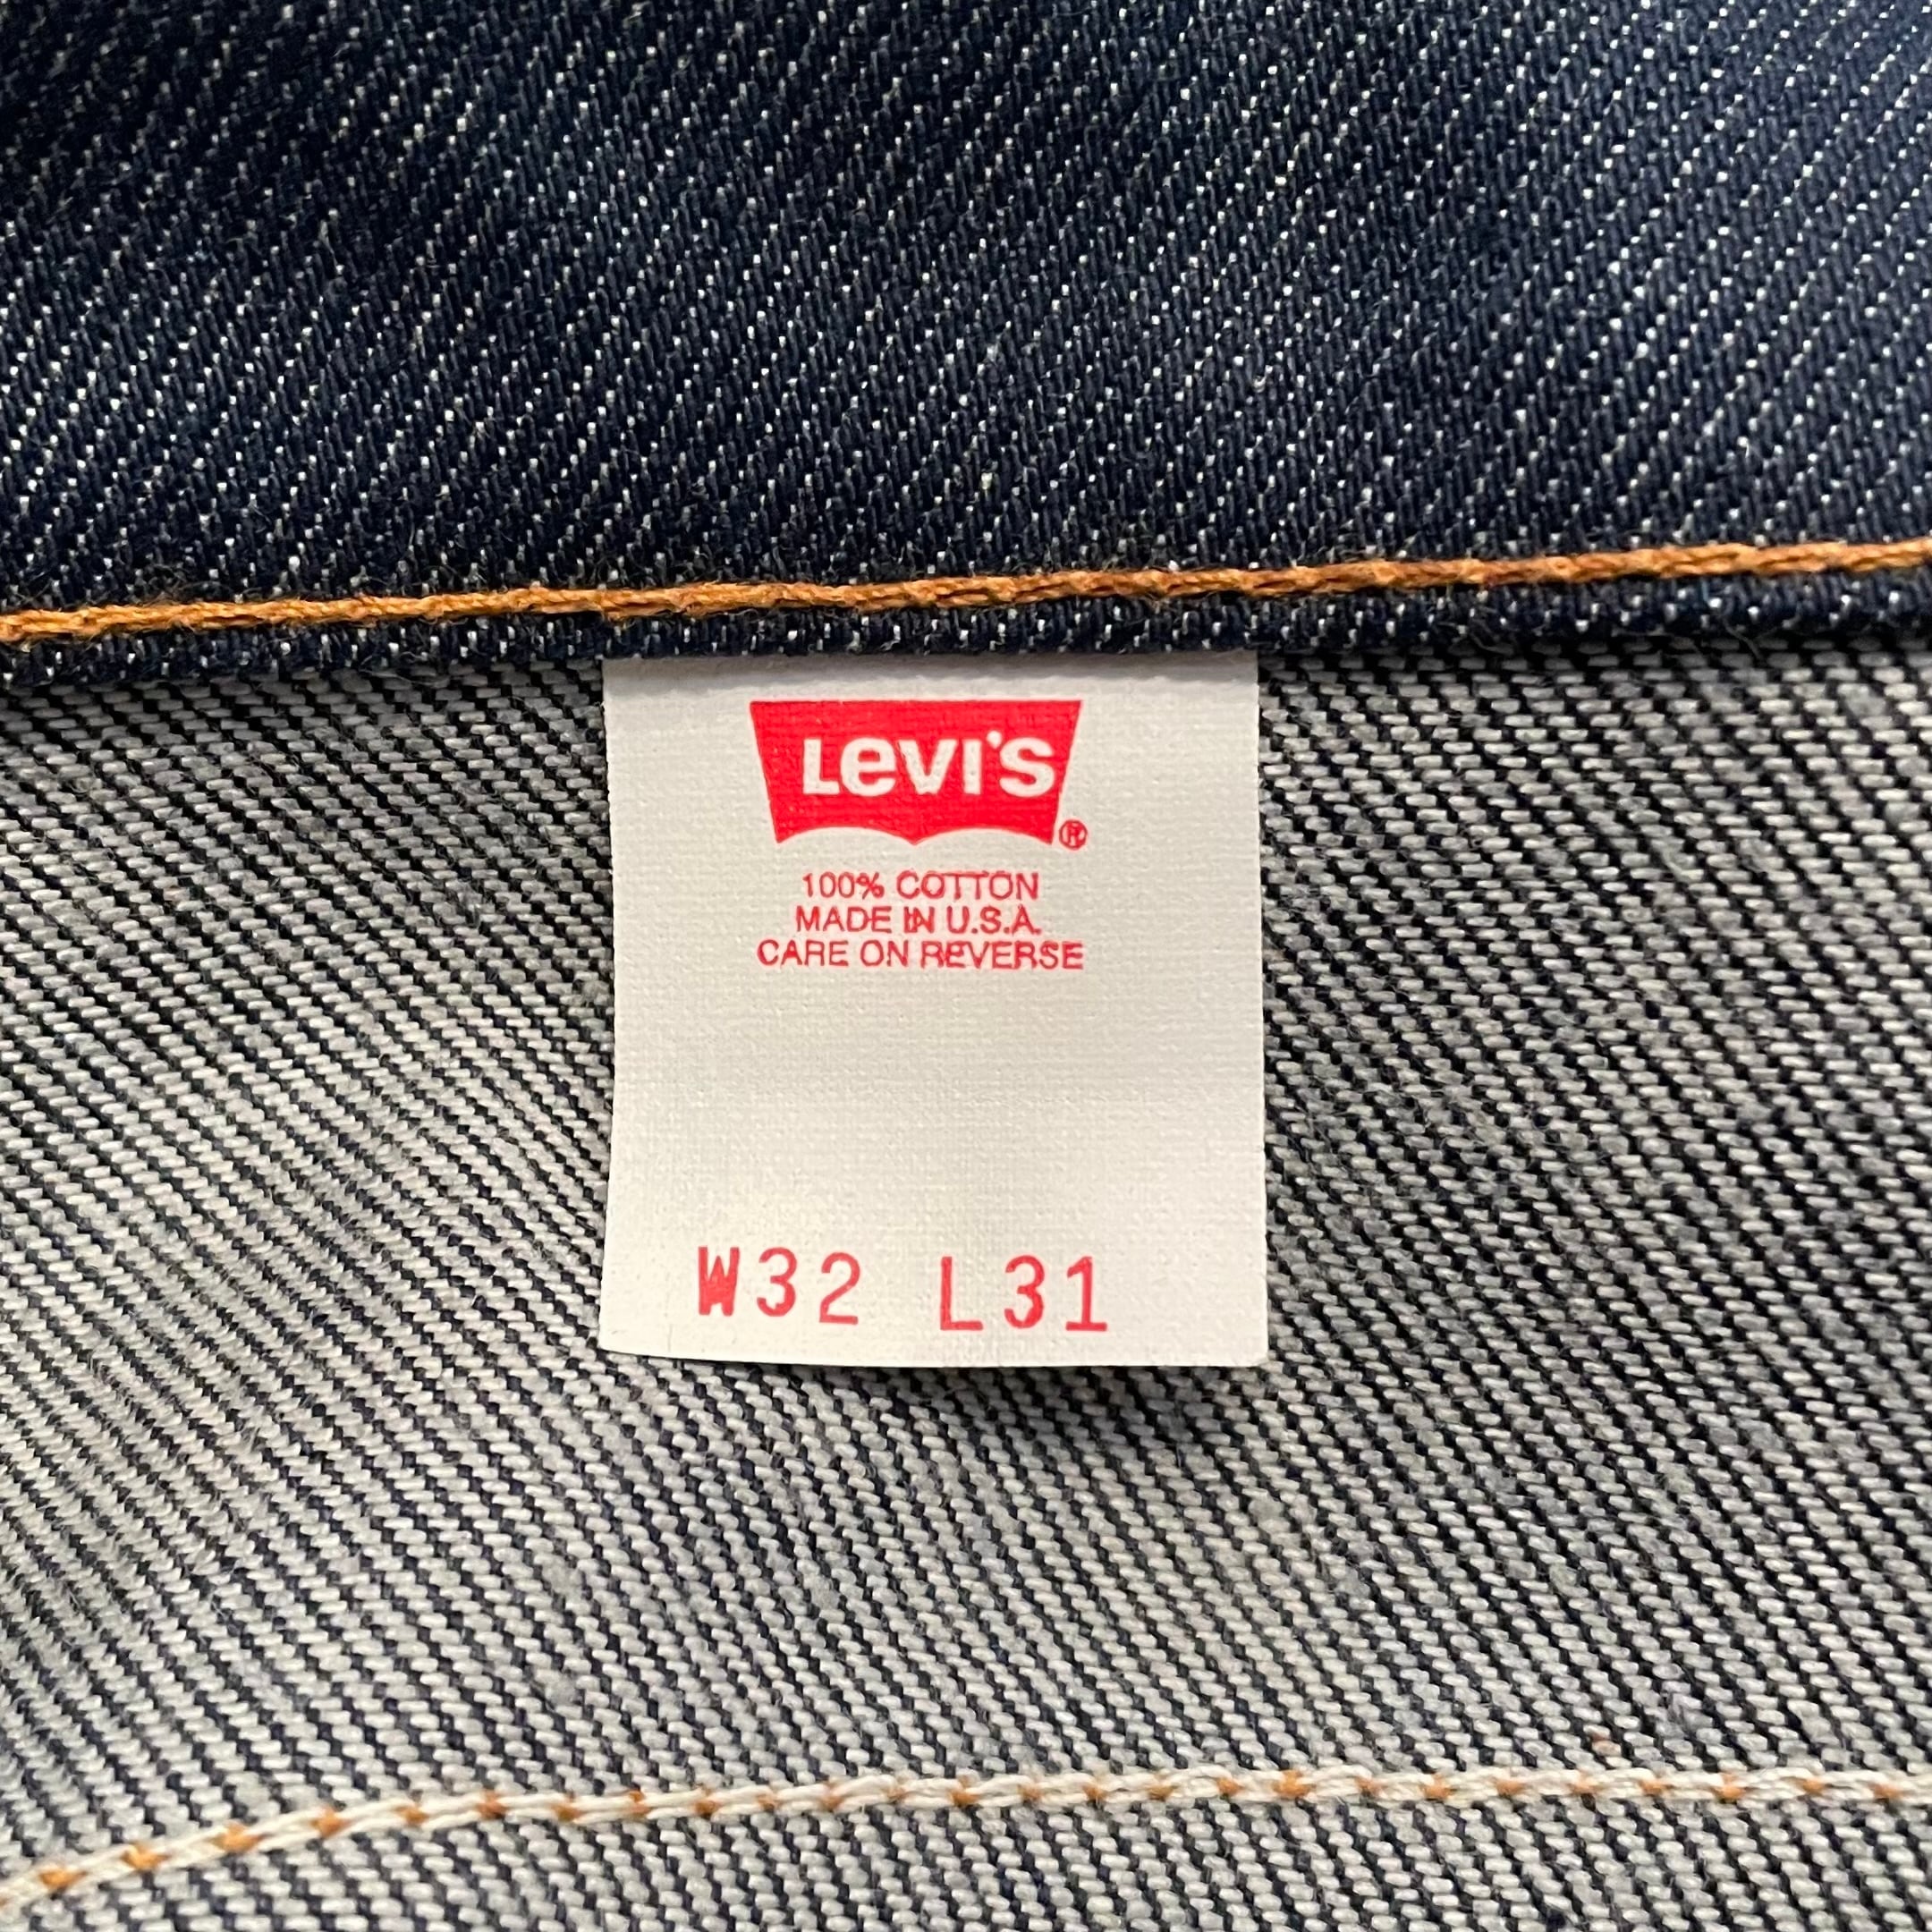 Levi's
®
100% COTTON
MADE IN U.S.A.
CARE ON REVERSE
W32 L31